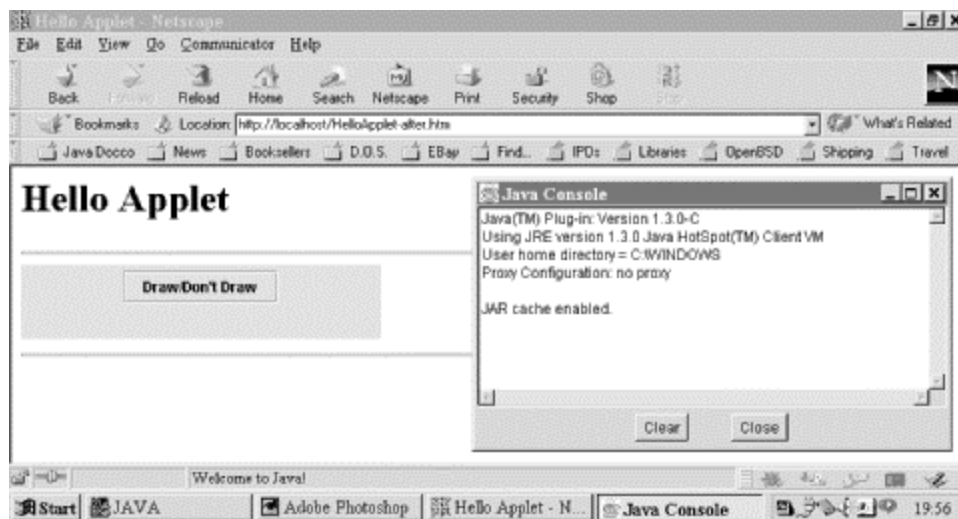 Hello Applet - Netscape
File Edit View Go Communicator Help
Back Forward Reload Home Search Netscape Print Security Shop Stop
Bookmarks Location: http://localhost/HelloApplet-after.htm What's Related
Java Docco News Booksellers D.O.S. EBay Find... IPOs Libraries OpenBSD Shipping Travel
Hello Applet
Draw/Don't Draw
Java Console
Java(TM) Plug-in: Version 1.3.0-C
Using JRE version 1.3.0 Java HotSpot(TM) Client VM
User home directory = C:\WINDOWS
Proxy Configuration: no proxy
JAR cache enabled.
Clear Close
Welcome to Java!
Start JAVA Adobe Photoshop Hello Applet - N... Java Console 19:56